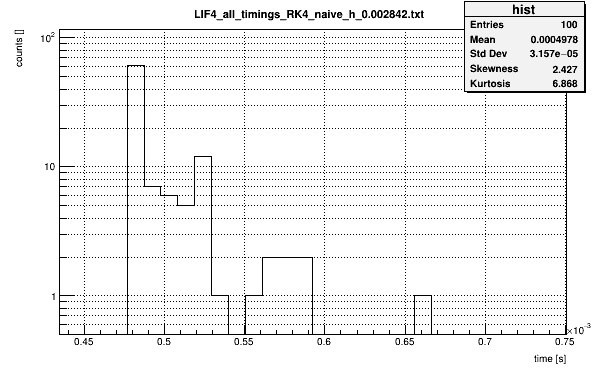 LIF4_all_timings_RK4_naive_h_0.002842.txt
hist
Entries 100
Mean 0.0004978
Std Dev 3.157e−05
Skewness 2.427
Kurtosis 6.868
counts []
10²
10
1
0.45 0.5 0.55 0.6 0.65 0.7 0.75
×10⁻³
time [s]